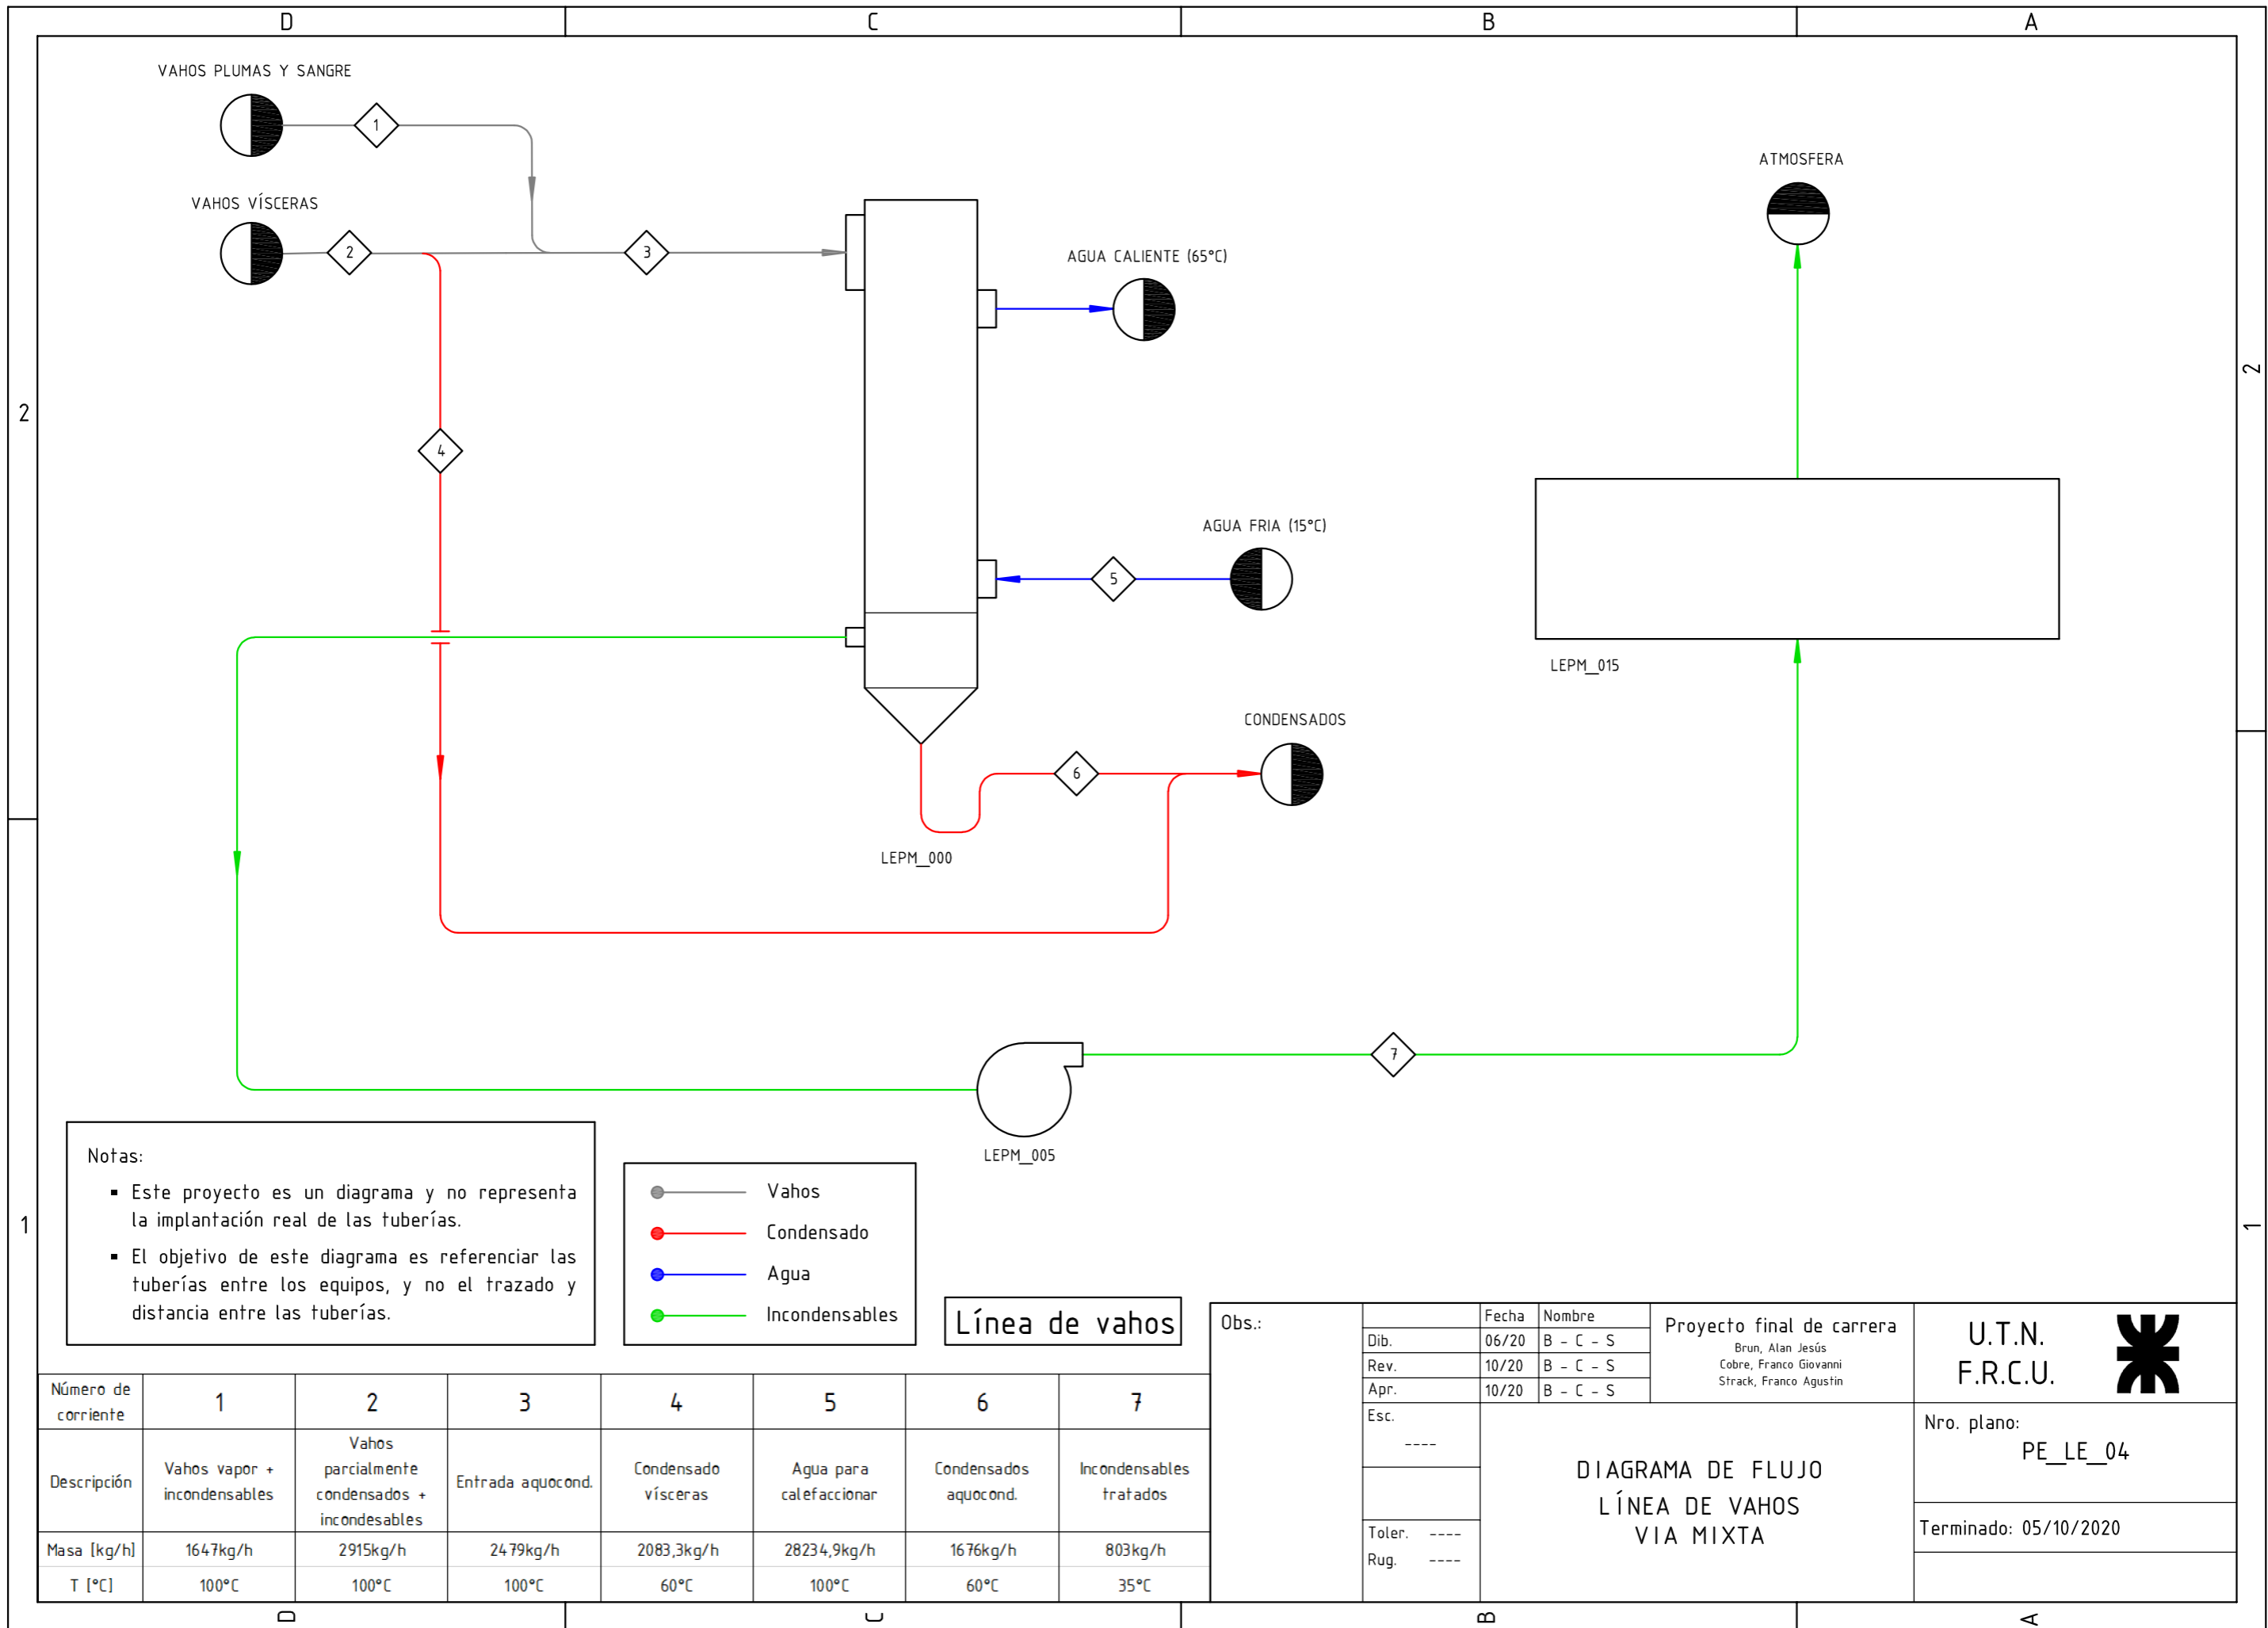 D
C
B
A
VAHOS PLUMAS Y SANGRE
1
VAHOS VÍSCERAS
2
3
ATMOSFERA
AGUA CALIENTE (65°C)
2
2
4
AGUA FRIA (15°C)
5
LEPM_015
CONDENSADOS
6
LEPM_000
7
LEPM_005
Notas:
▪ Este proyecto es un diagrama y no representa
la implantación real de las tuberías.
▪ El objetivo de este diagrama es referenciar las
tuberías entre los equipos, y no el trazado y
distancia entre las tuberías.
1
1
Vahos
Condensado
Agua
Incondensables
Línea de vahos
Número de corriente 1 2 3 4 5 6 7
Descripción
Vahos vapor +
incondensables
Vahos
parcialmente
condensados +
incondesables
Entrada aquocond.
Condensado
vísceras
Agua para
calefaccionar
Condensados
aquocond.
Incondensables
tratados
Masa [kg/h] 1647kg/h 2915kg/h 2479kg/h 2083,3kg/h 28234,9kg/h 1676kg/h 803kg/h
T [°C] 100°C 100°C 100°C 60°C 100°C 60°C 35°C
Obs.:
Fecha Nombre
Dib. 06/20 B - C - S
Rev. 10/20 B - C - S
Apr. 10/20 B - C - S
Proyecto final de carrera
Brun, Alan Jesús
Cobre, Franco Giovanni
Strack, Franco Agustin
U.T.N.
F.R.C.U.
Esc.
----
Toler. ----
Rug. ----
DIAGRAMA DE FLUJO
LÍNEA DE VAHOS
VIA MIXTA
Nro. plano:
PE_LE_04
Terminado: 05/10/2020
D
C
B
A